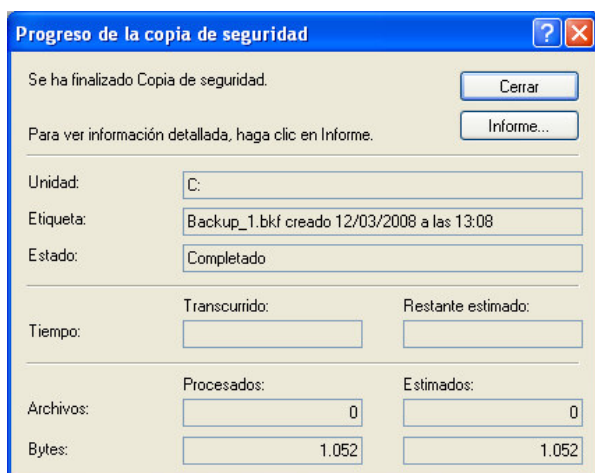 Progreso de la copia de seguridad
Se ha finalizado Copia de seguridad.
Cerrar
Para ver información detallada, haga clic en Informe.
Informe...
Unidad: C:
Etiqueta: Backup_1.bkf creado 12/03/2008 a las 13:08
Estado: Completado
Transcurrido: Restante estimado:
Tiempo:
Procesados: Estimados:
Archivos: 0 0
Bytes: 1.052 1.052